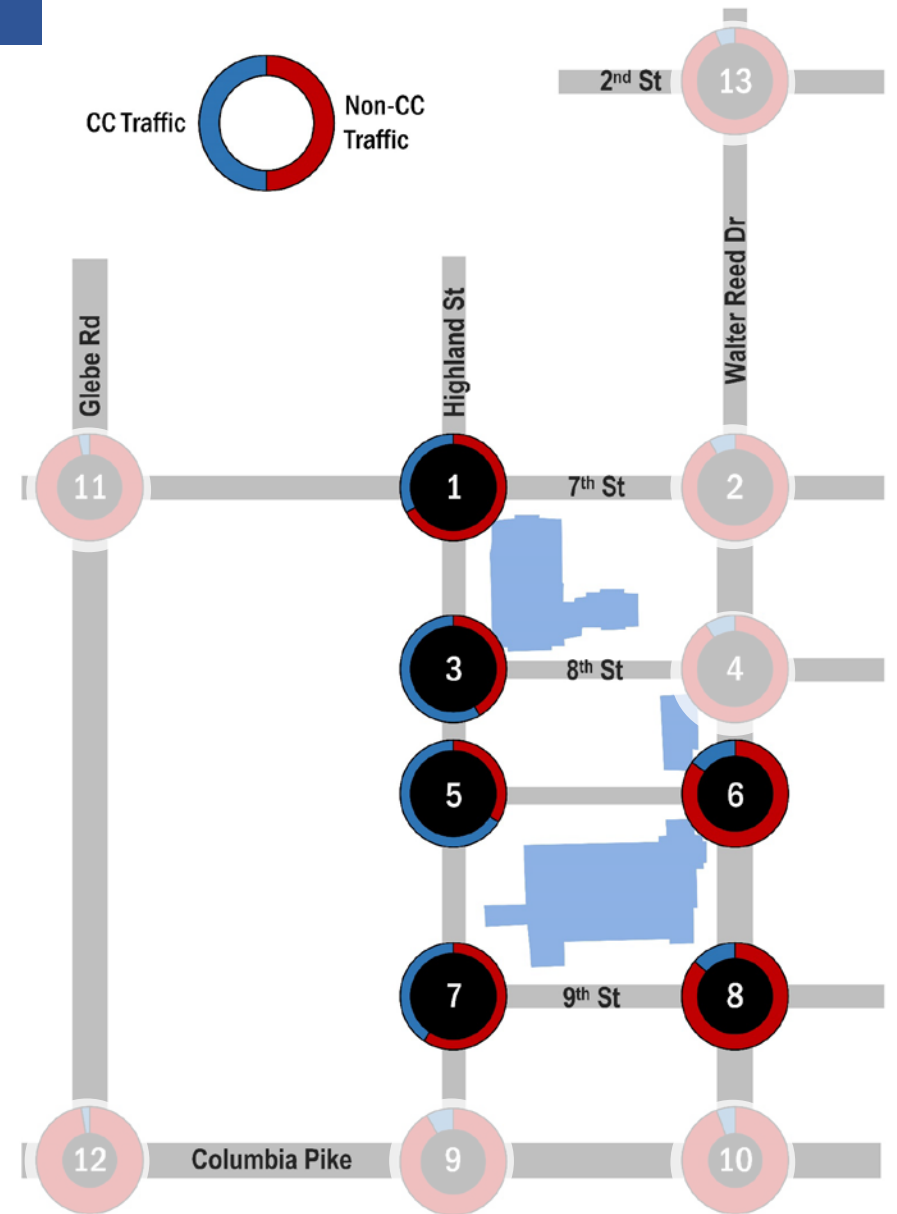 2nd St
13
CC Traffic
Non-CC
Traffic
Walter Reed Dr
Highland St
Glebe Rd
11
1
7th St
2
3
8th St
4
5
6
7
9th St
8
12
Columbia Pike
9
10